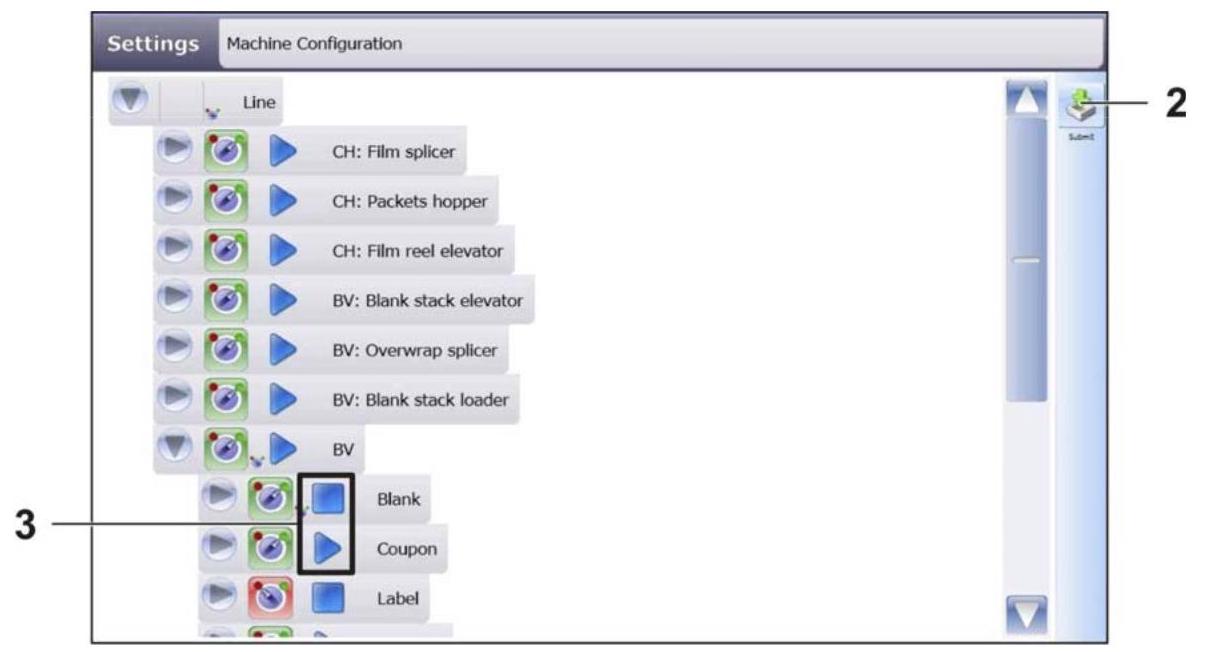 Settings Machine Configuration
Line
2
Submit
CH: Film splicer
CH: Packets hopper
CH: Film reel elevator
BV: Blank stack elevator
BV: Overwrap splicer
BV: Blank stack loader
BV
Blank
3
Coupon
Label